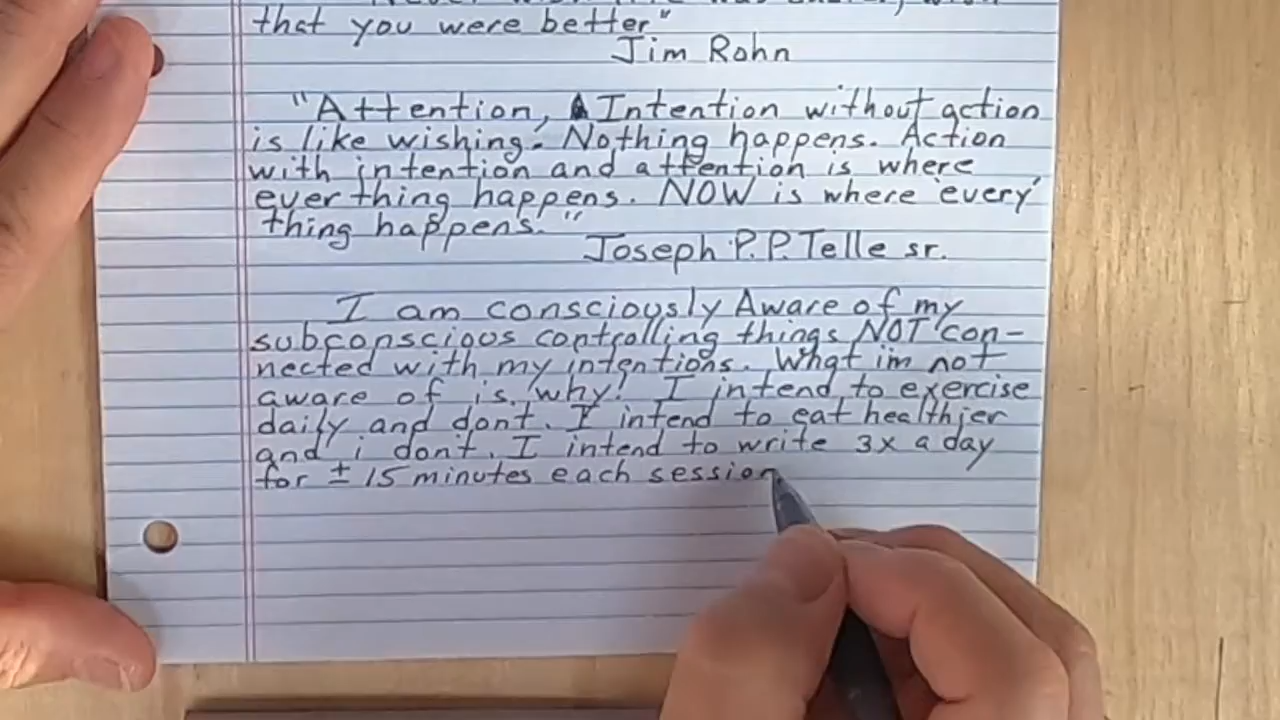 that you were better"
Jim Rohn
"Attention, Intention without action
is like wishing. Nothing happens. Action
with intention and attention is where
ever thing happens. NOW is where 'every'
thing happens."
Joseph P.P. Telle sr.
I am consciously Aware of my
subconscious controlling things NOT con-
nected with my intentions. What im not
aware of is, why! I intend to exercise
daily and dont. I intend to eat healthier
and i dont. I intend to write 3x a day
for ± 15 minutes each session